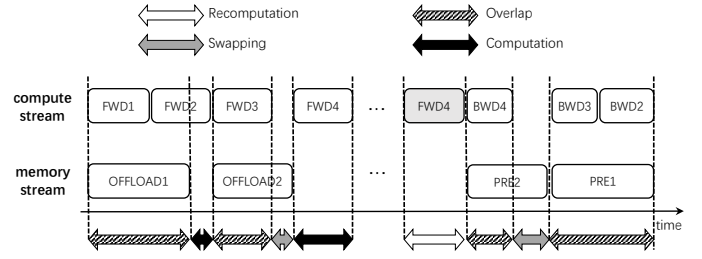 Recomputation
Overlap
Swapping
Computation
compute stream
FWD1 FWD2 FWD3 FWD4 ... FWD4 BWD4 BWD3 BWD2
memory stream
OFFLOAD1 OFFLOAD2 ... PRE2 PRE1
time